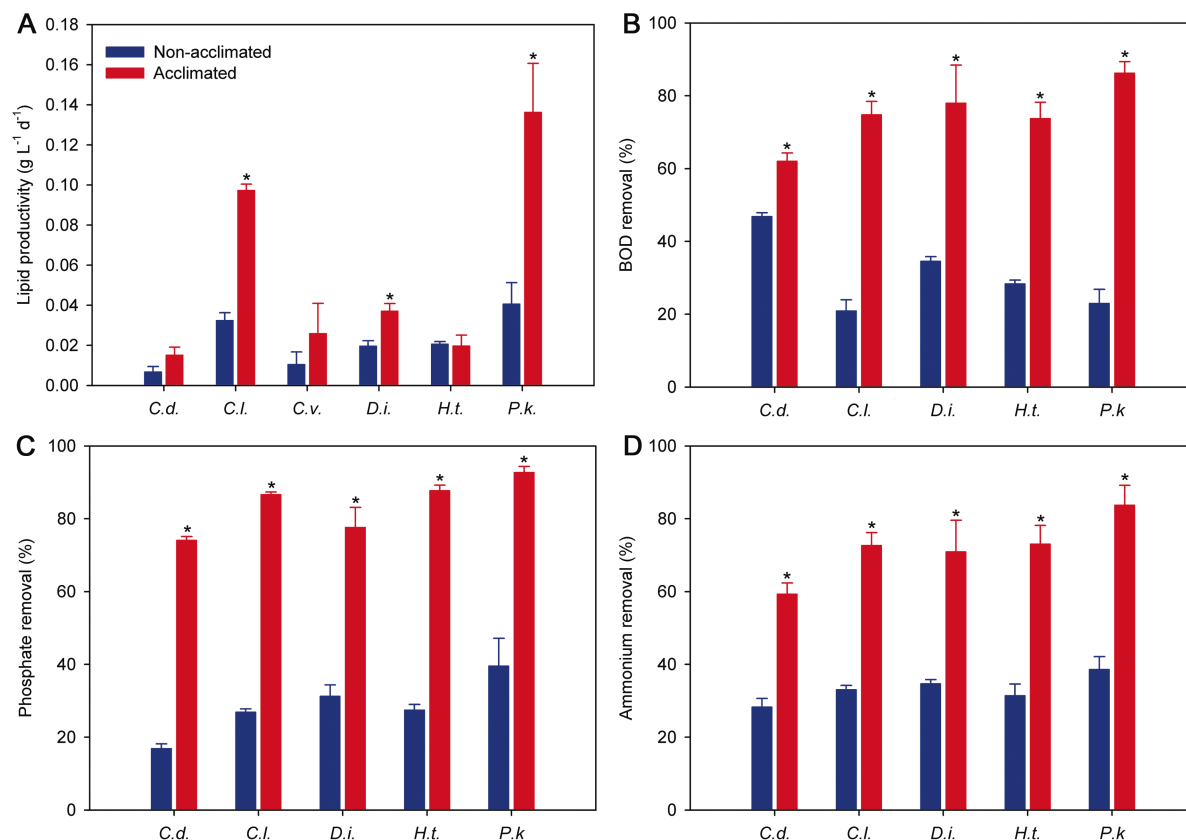 A
Lipid productivity (g L⁻¹ d⁻¹)
0.18
0.16
0.14
0.12
0.10
0.08
0.06
0.04
0.02
0.00
Non-acclimated
Acclimated
*
*
*
C.d.
C.l.
C.v.
D.i.
H.t.
P.k.
B
BOD removal (%)
100
80
60
40
20
0
*
*
*
*
*
C.d.
C.l.
D.i.
H.t.
P.k
C
Phosphate removal (%)
100
80
60
40
20
0
*
*
*
*
*
C.d.
C.l.
D.i.
H.t.
P.k
D
Ammonium removal (%)
100
80
60
40
20
0
*
*
*
*
*
C.d.
C.l.
D.i.
H.t.
P.k